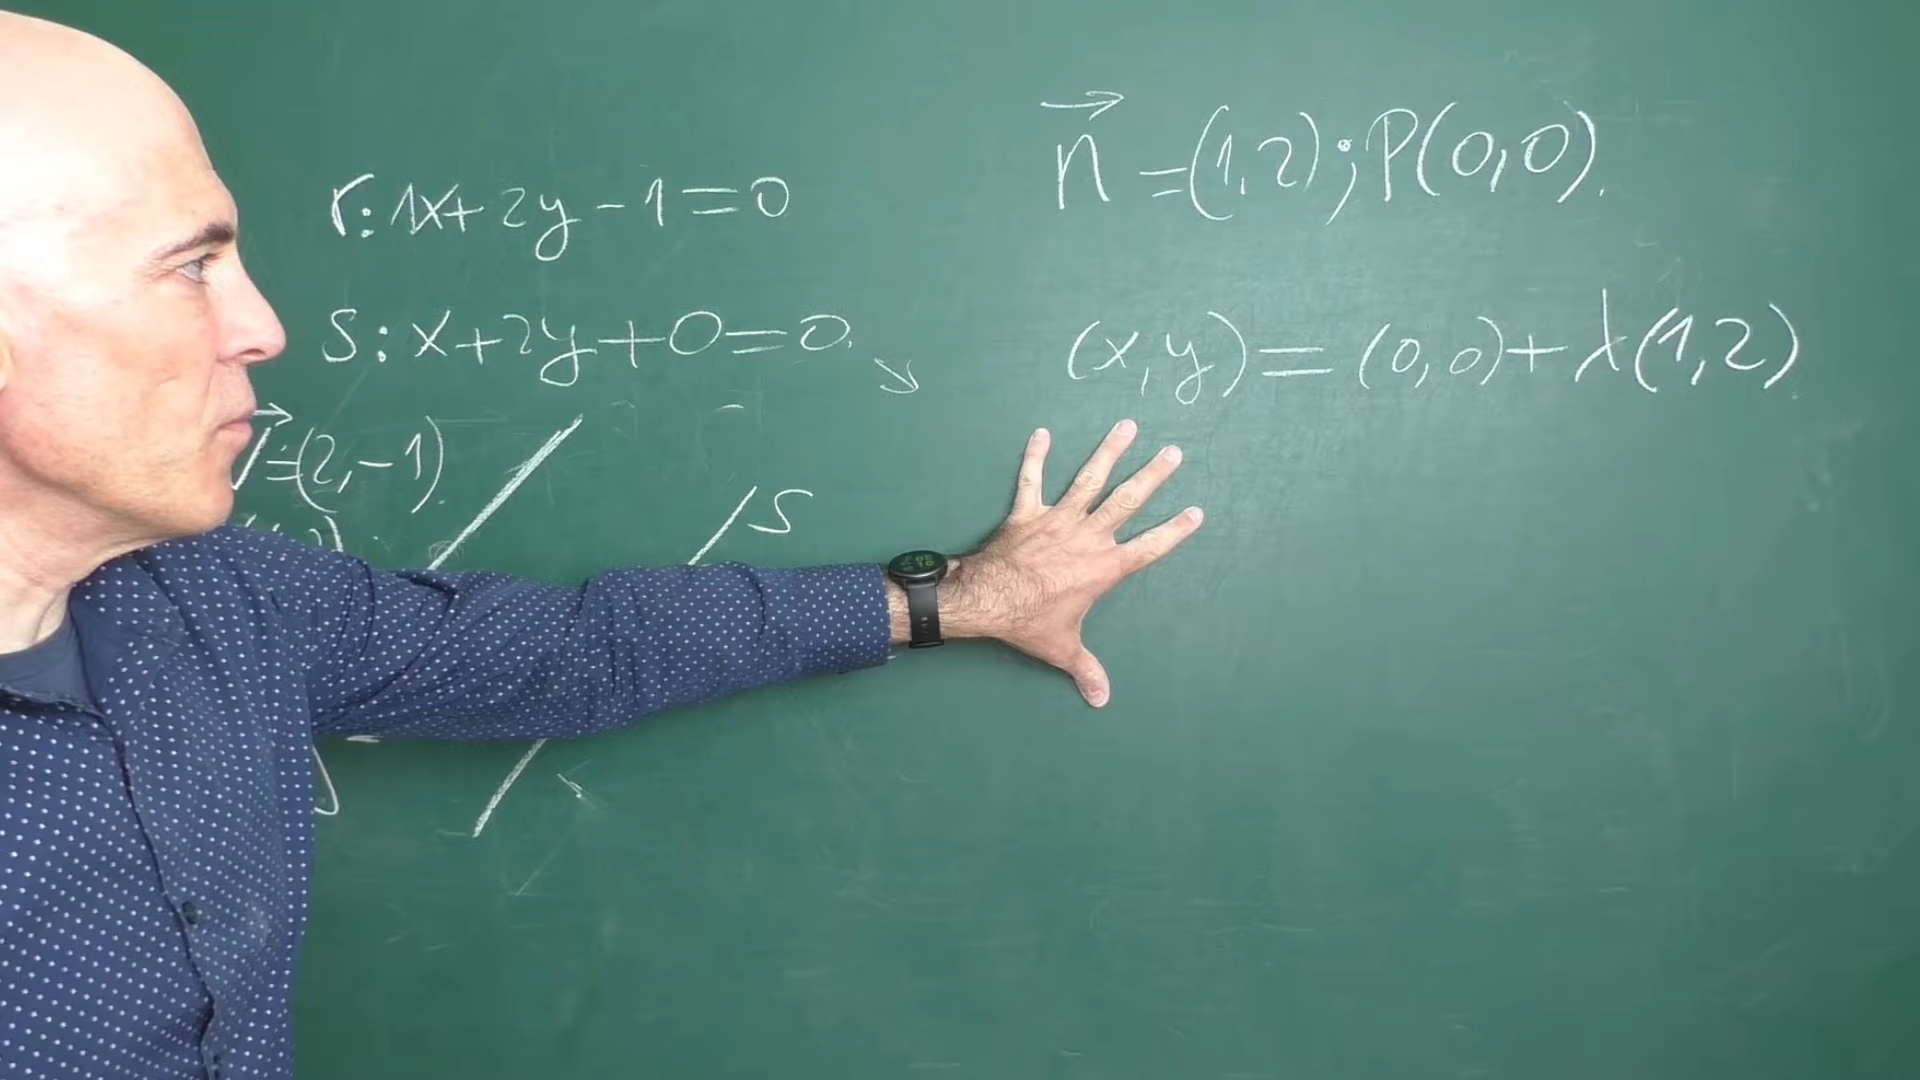 r: 1x+2y-1=0
s: x+2y+0=0.
=(2,-1).
s
n⃗=(1,2); P(0,0).
(x,y)=(0,0)+λ(1,2).